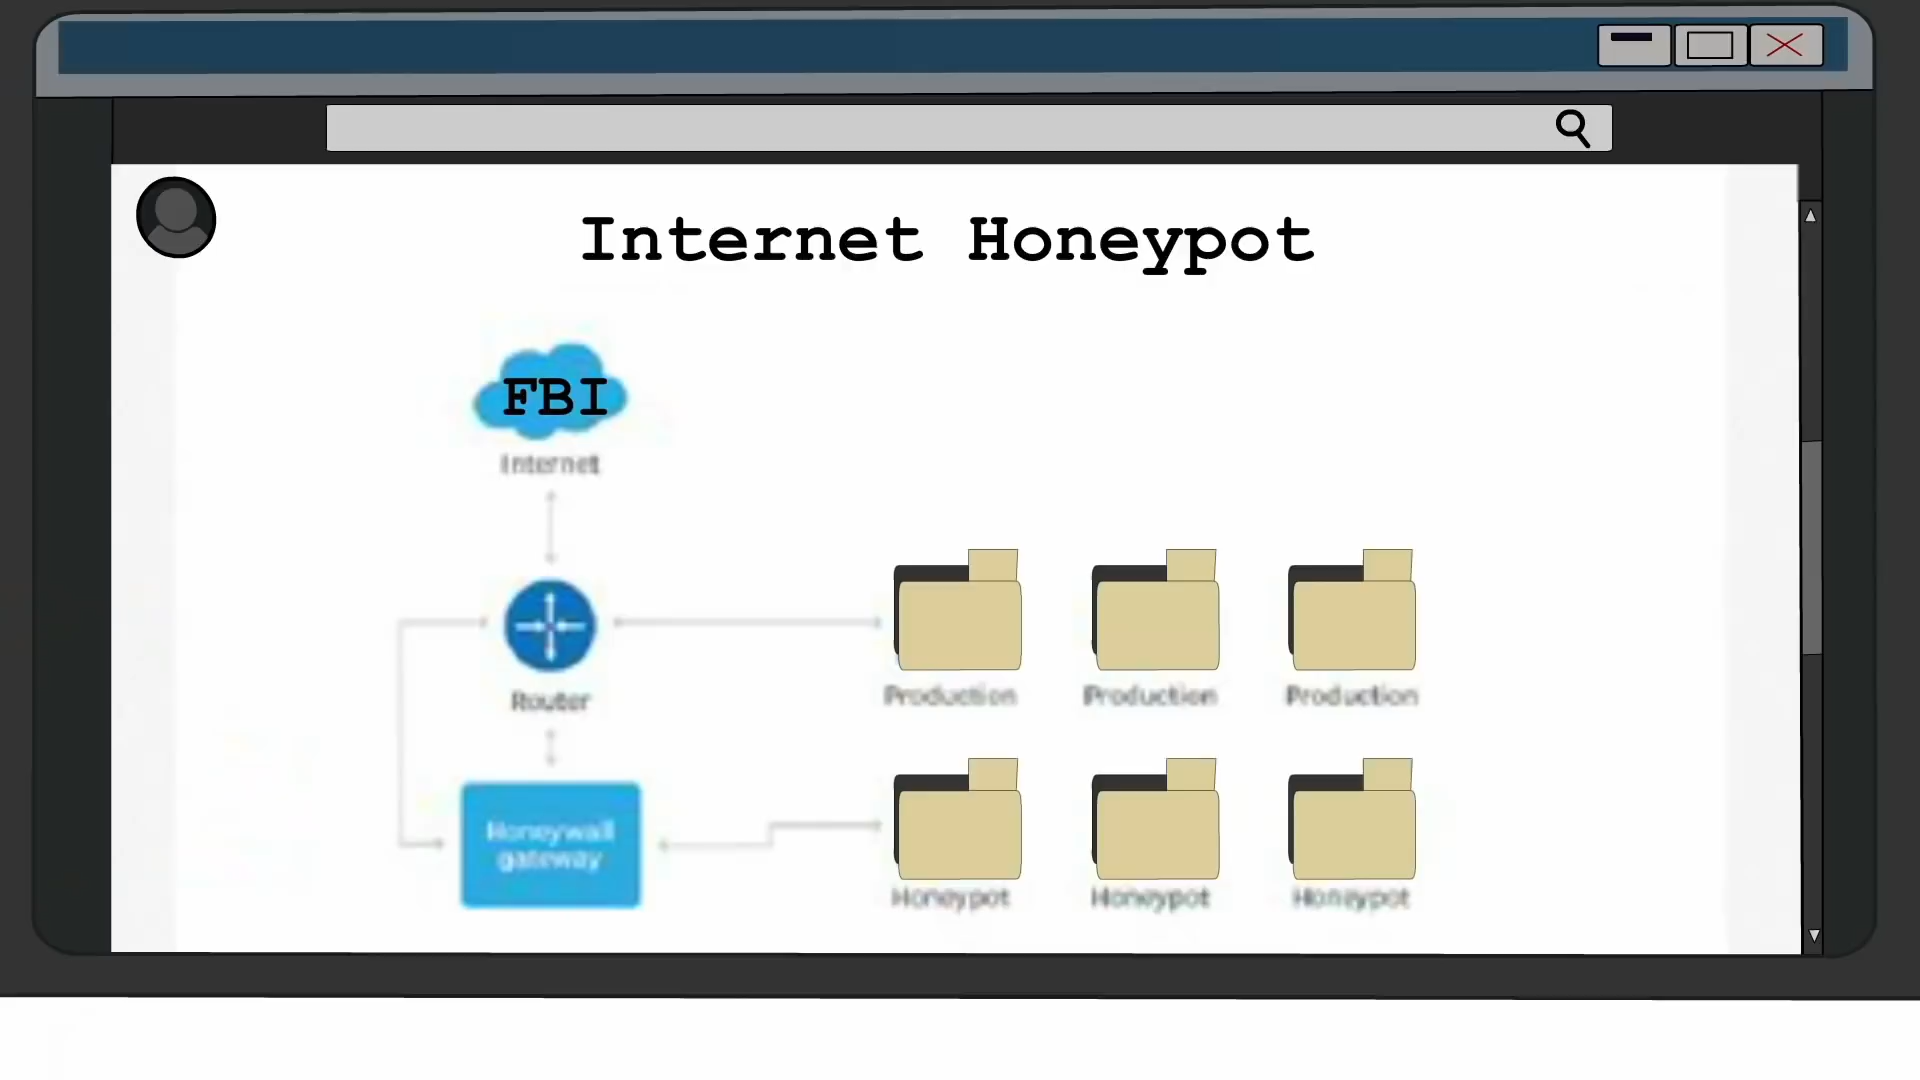 Internet Honeypot
FBI
Internet
Router
Production
Production
Production
Honeywall
gateway
Honeypot
Honeypot
Honeypot